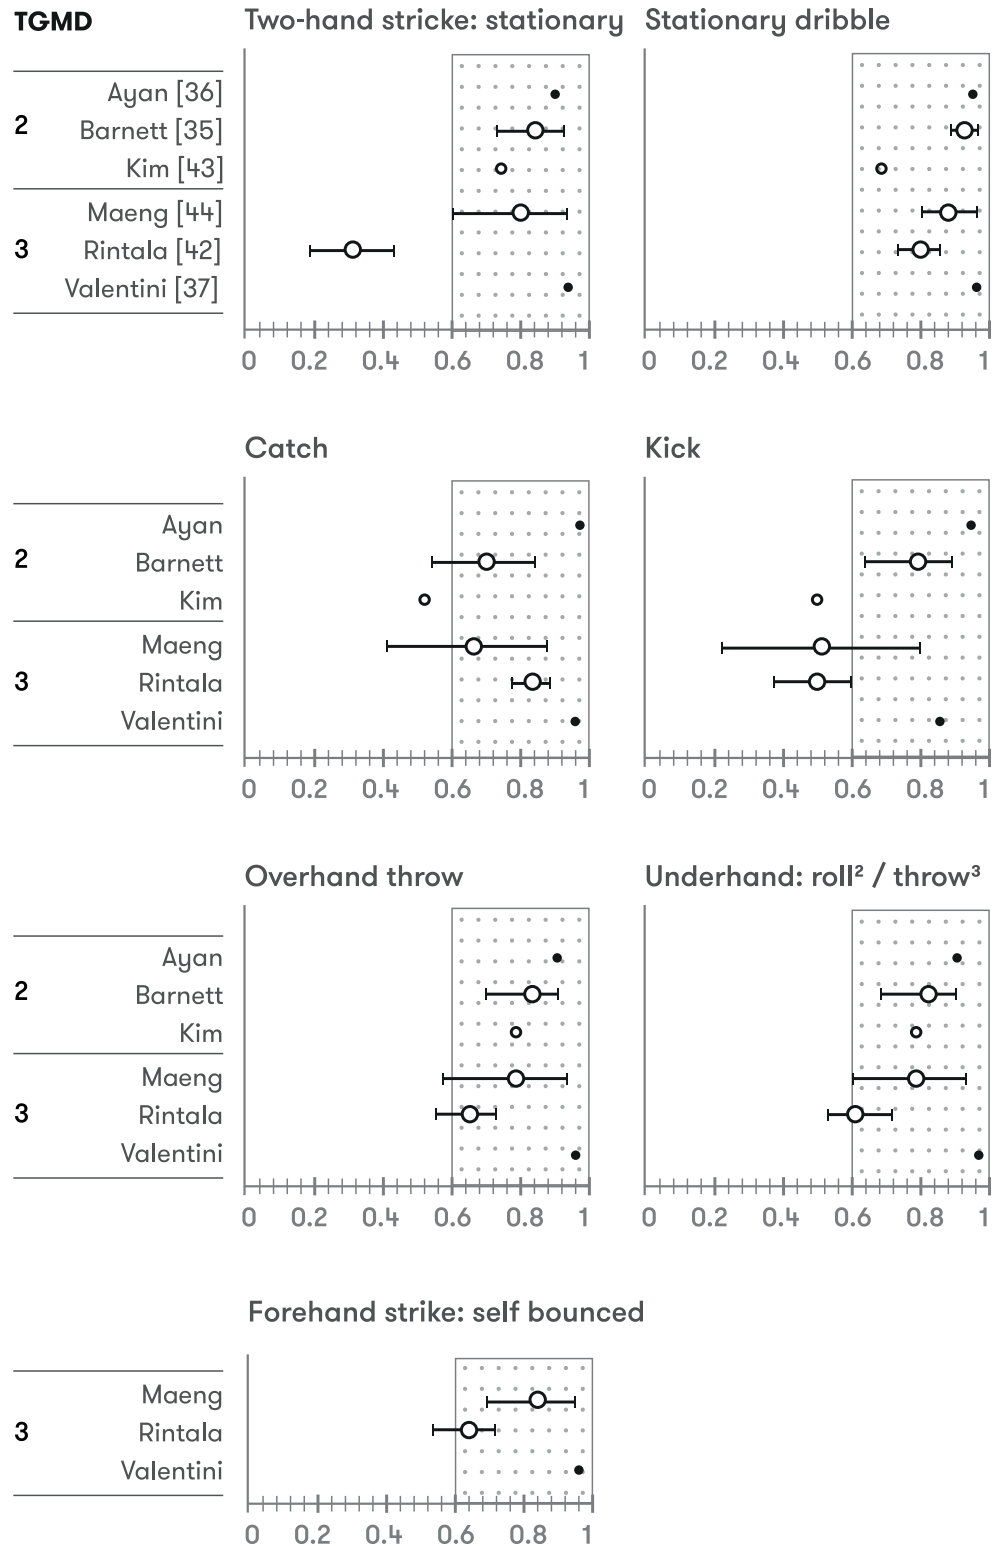 TGMD
Two-hand stricke: stationary
Stationary dribble
2
Ayan [36]
Barnett [35]
Kim [43]
3
Maeng [44]
Rintala [42]
Valentini [37]
0 0.2 0.4 0.6 0.8 1
0 0.2 0.4 0.6 0.8 1
Catch
Kick
2
Ayan
Barnett
Kim
3
Maeng
Rintala
Valentini
0 0.2 0.4 0.6 0.8 1
0 0.2 0.4 0.6 0.8 1
Overhand throw
Underhand: roll² / throw³
2
Ayan
Barnett
Kim
3
Maeng
Rintala
Valentini
0 0.2 0.4 0.6 0.8 1
0 0.2 0.4 0.6 0.8 1
Forehand strike: self bounced
3
Maeng
Rintala
Valentini
0 0.2 0.4 0.6 0.8 1